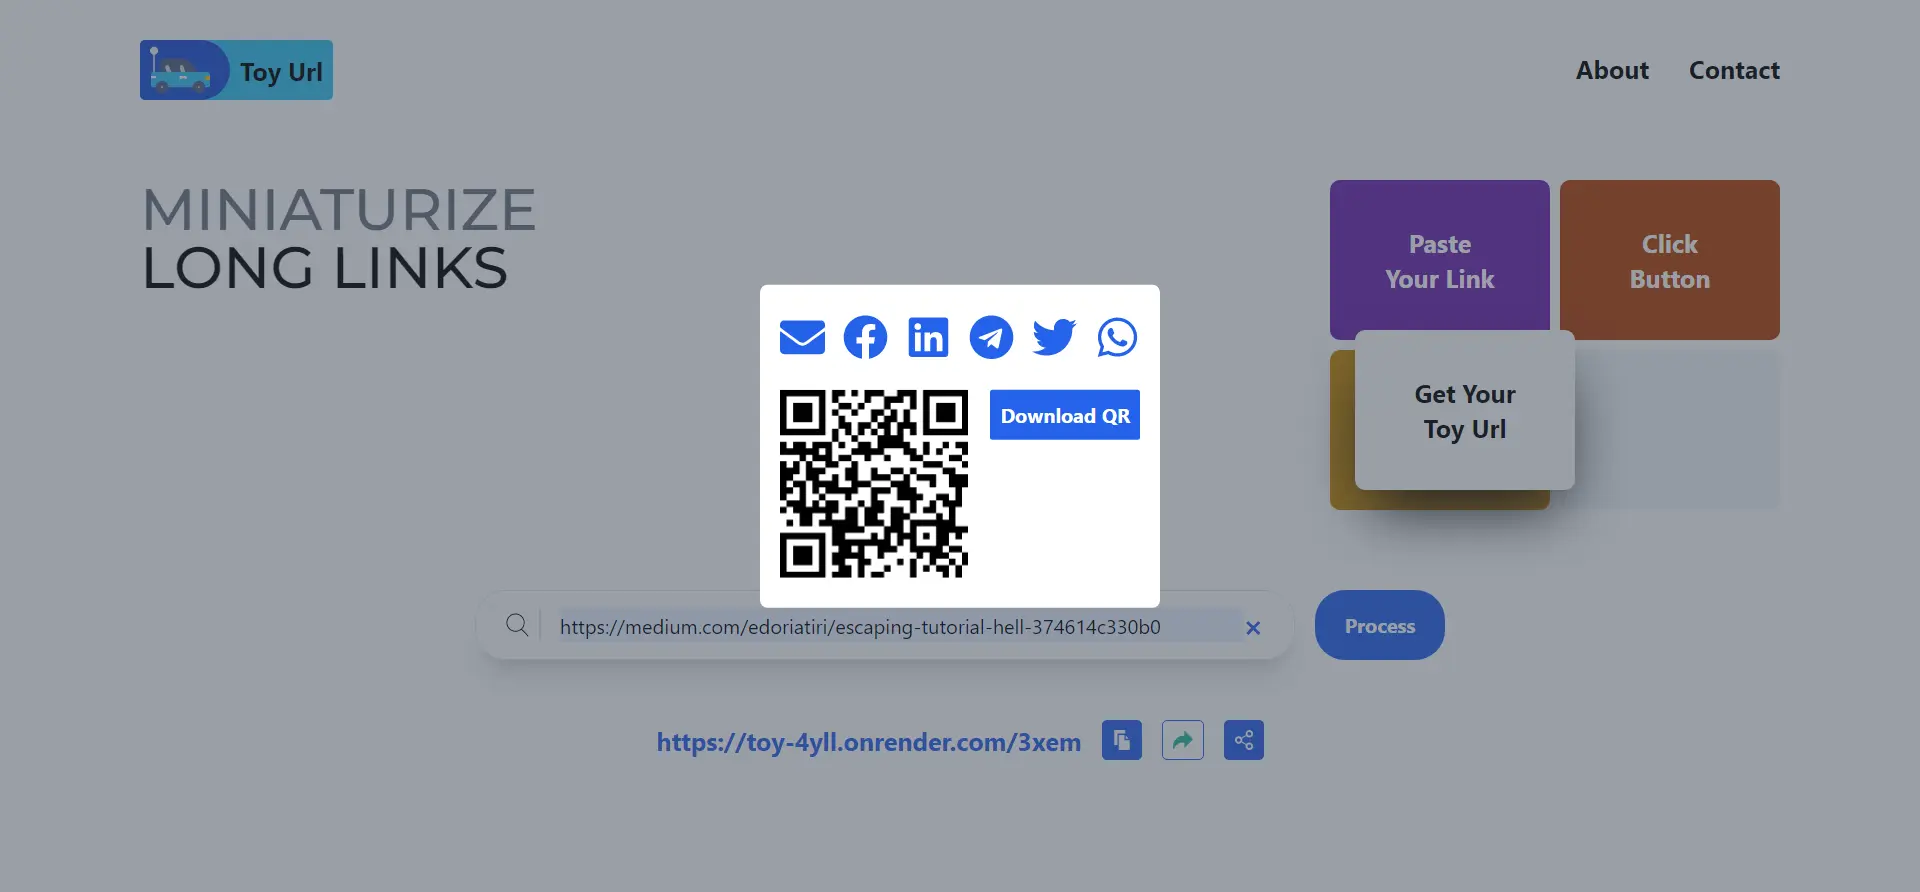 Toy Url
About
Contact
MINIATURIZE
LONG LINKS
Paste
Your Link
Click
Button
Get Your
Toy Url
Download QR
https://medium.com/edoriatiri/escaping-tutorial-hell-374614c330b0
Process
https://toy-4yll.onrender.com/3xem